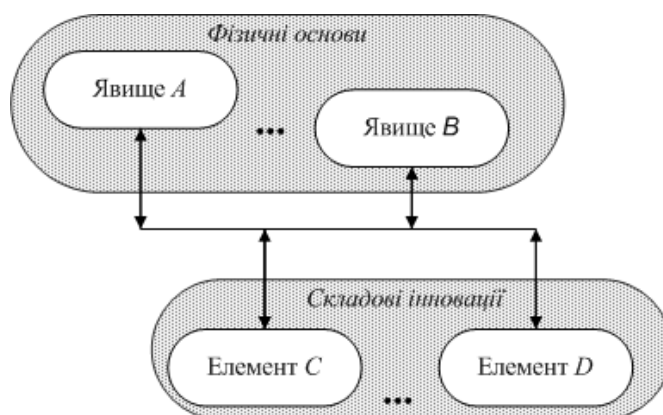 Фізичні основи
Явище A
...
Явище B
Складові інновації
Елемент C
...
Елемент D